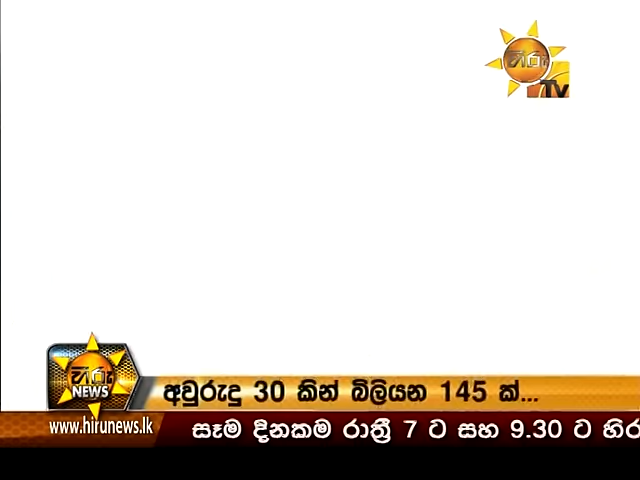 හිරු
Tv
හිරු
NEWS
අවුරුදු 30 කින් බිලියන 145 ක්...
www.hirunews.lk
සෑම දිනකම රාත්‍රී 7 ට සහ 9.30 ට හිරු